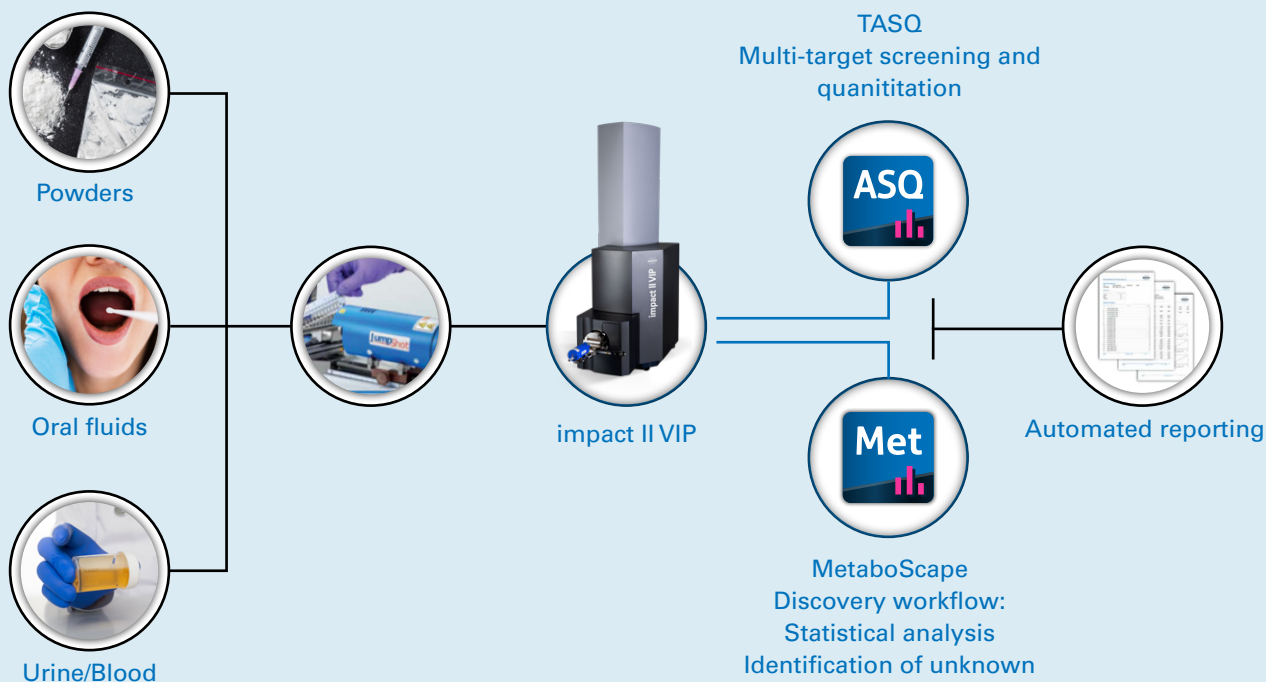 TASQ
Multi-target screening and
quanititation
Powders
ASQ
Oral fluids
JumpShot
impact II VIP
impact II VIP
Met
Automated reporting
MetaboScape
Discovery workflow:
Statistical analysis
Identification of unknown
Urine/Blood